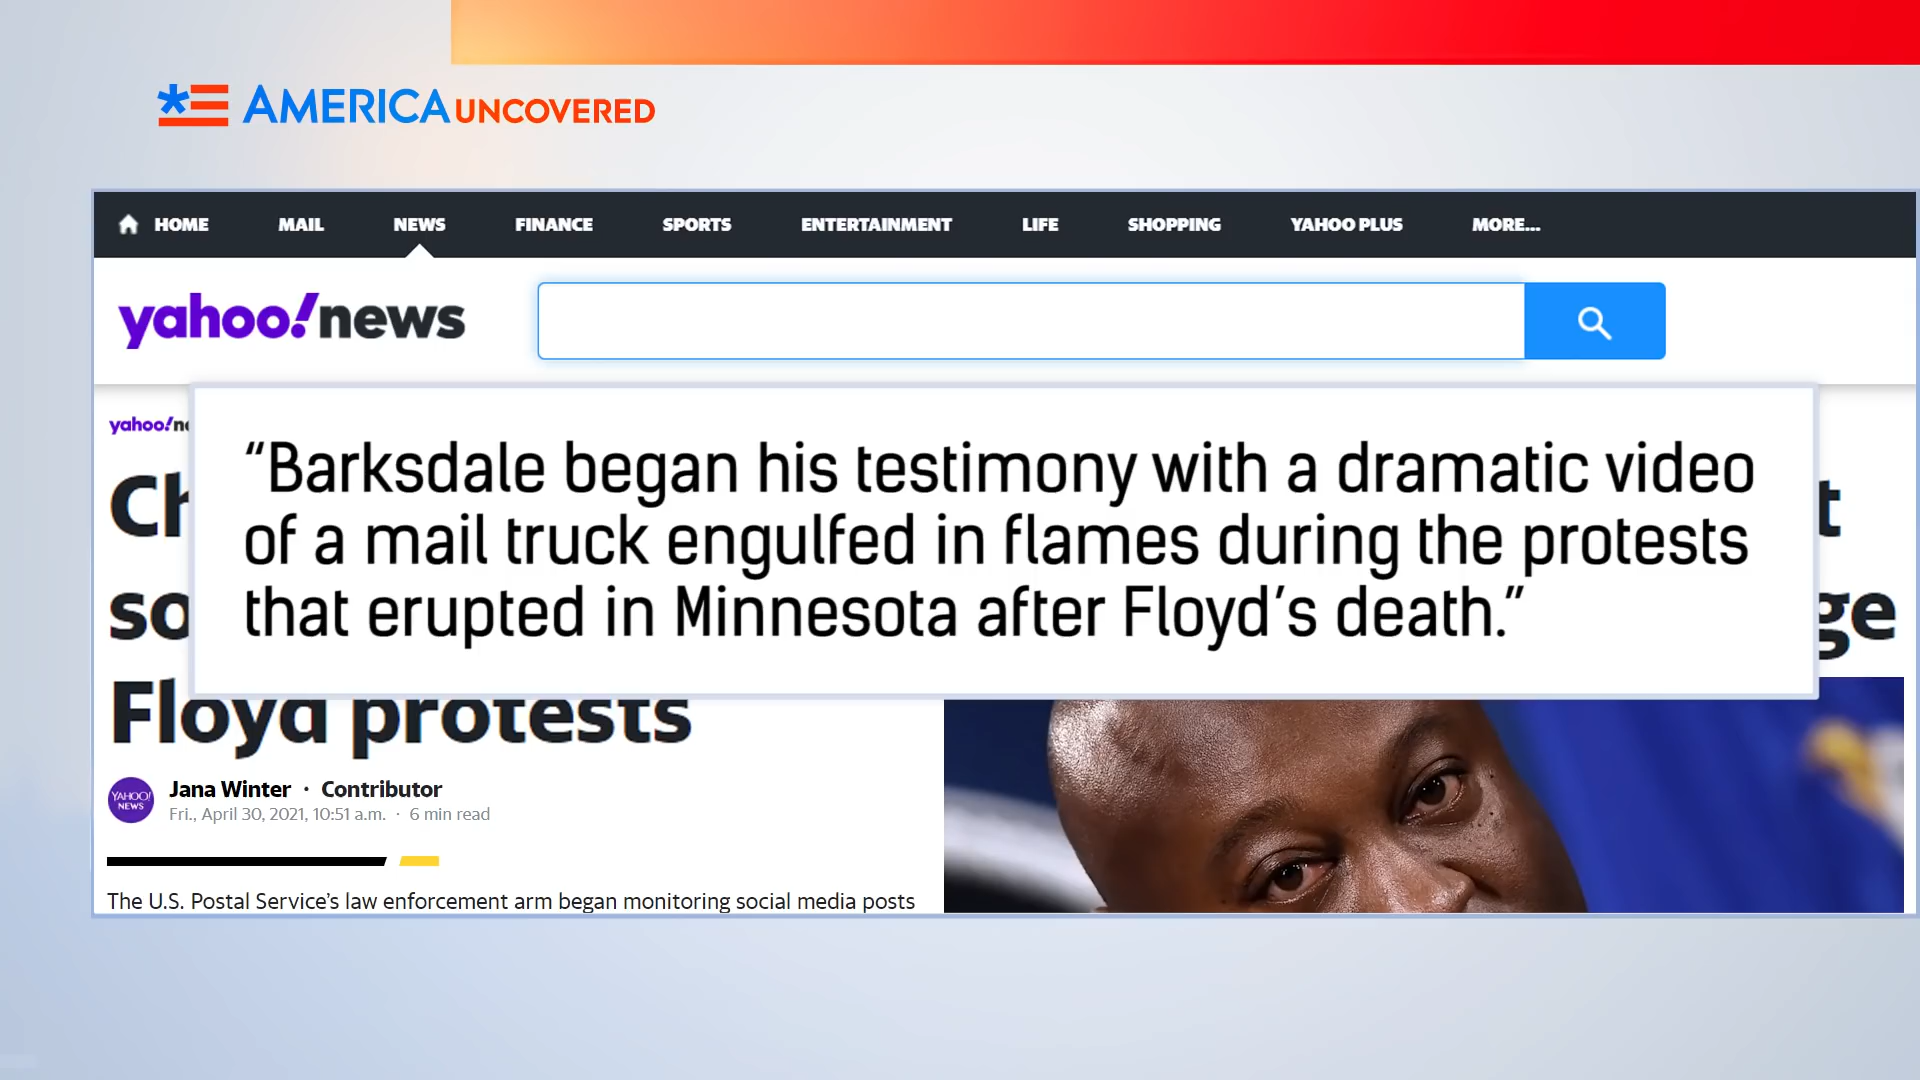 AMERICA UNCOVERED
HOME MAIL NEWS FINANCE SPORTS ENTERTAINMENT LIFE SHOPPING YAHOO PLUS MORE...
yahoo!news
yahoo!
“Barksdale began his testimony with a dramatic video
of a mail truck engulfed in flames during the protests
that erupted in Minnesota after Floyd’s death.”
Floyd protests
YAHOO!
NEWS
Jana Winter · Contributor
Fri., April 30, 2021, 10:51 a.m. · 6 min read
The U.S. Postal Service’s law enforcement arm began monitoring social media posts